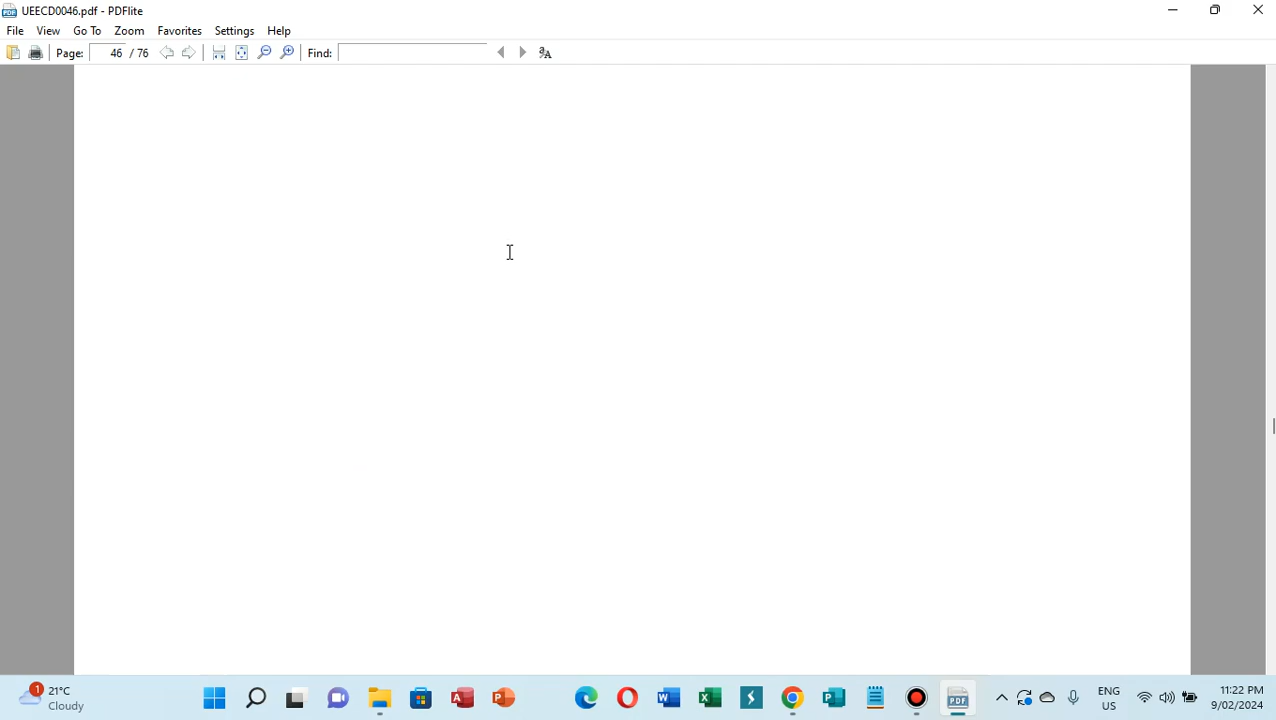 UEECD0046.pdf - PDFlite
File View Go To Zoom Favorites Settings Help
Page: 46 / 76 Find:
21°C
Cloudy
1
ENG
US
11:22 PM
9/02/2024